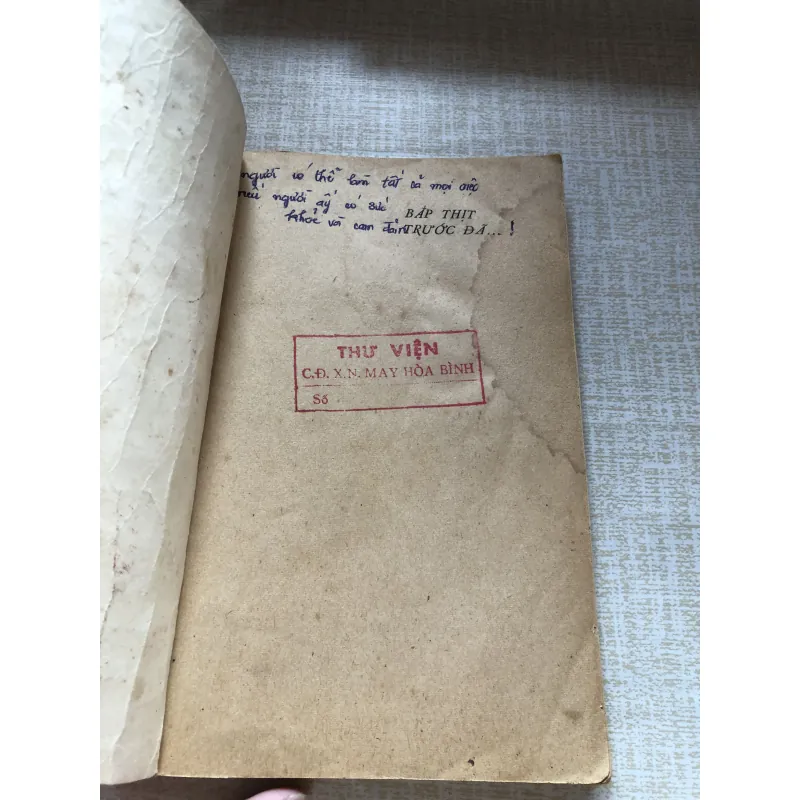 người có thể làm tất cả mọi việc
nếu người ấy có sức
khỏe và can đảm !
BẮP THỊT
TRƯỚC ĐÃ...
THƯ VIỆN
C.Đ. X.N. MAY HÒA BÌNH
Số